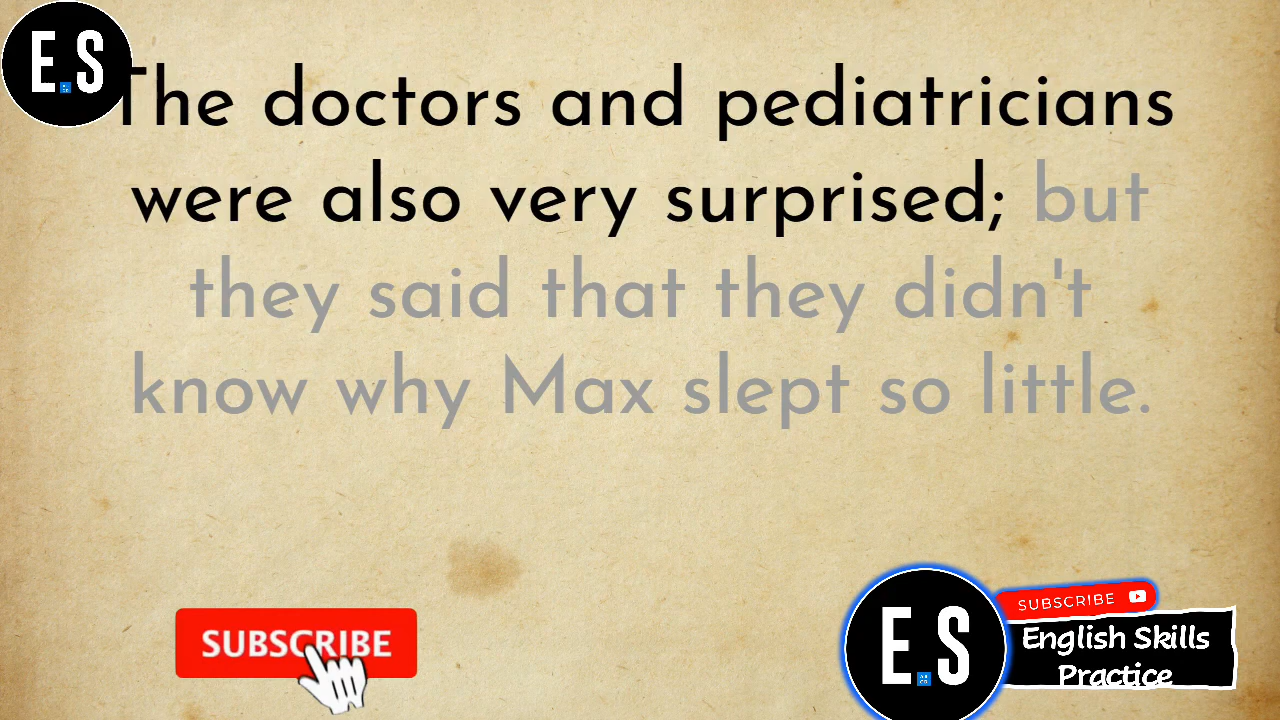 E.S
The doctors and pediatricians
were also very surprised; but
they said that they didn't
know why Max slept so little.
SUBSCRIBE
E.S
SUBSCRIBE
English Skills
Practice